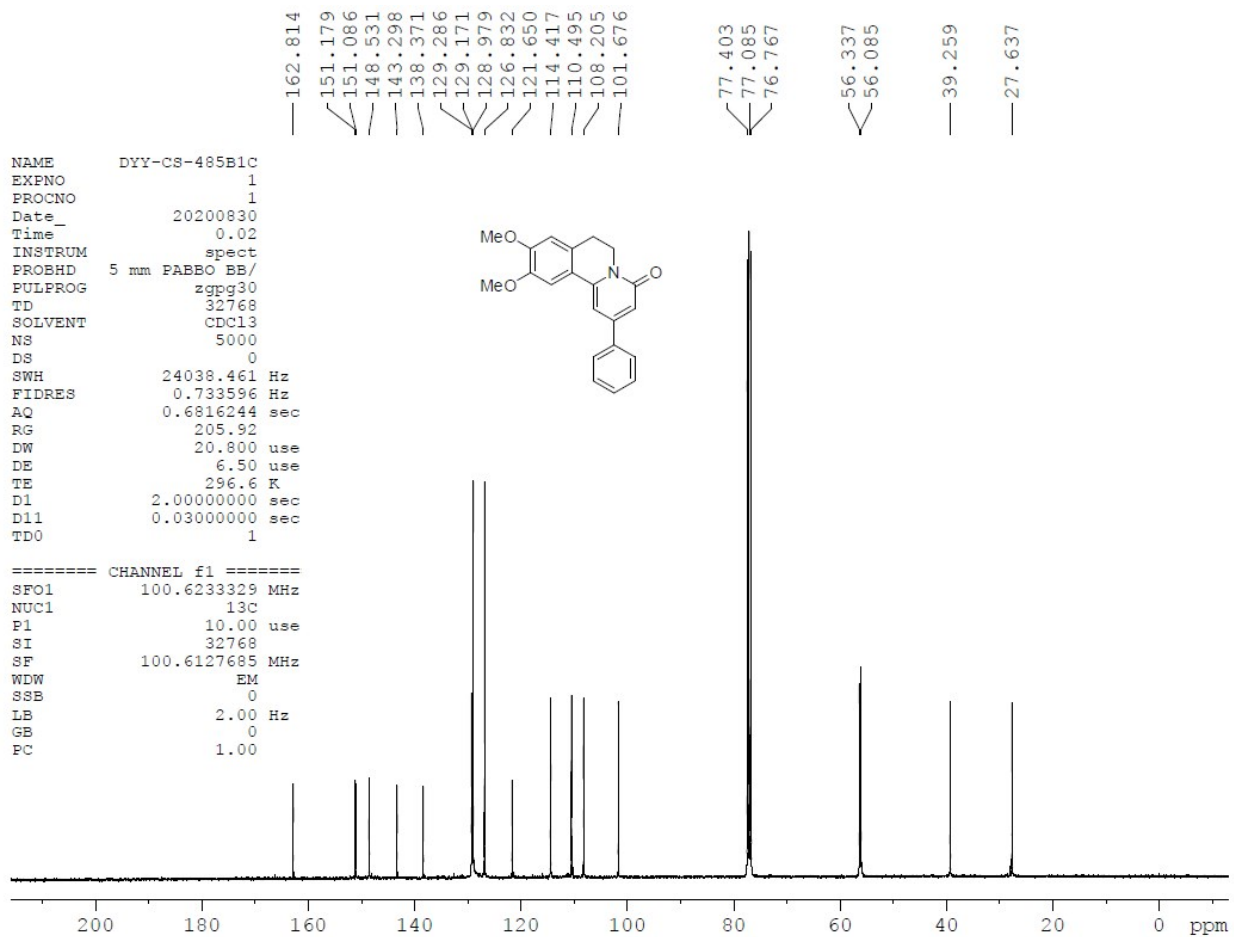 162.814
151.179
151.086
148.531
143.298
138.371
129.286
129.171
128.979
126.832
121.650
114.417
110.495
108.205
101.676
77.403
77.085
76.767
56.337
56.085
39.259
27.637
NAME DYY-CS-485B1C
EXPNO 1
PROCNO 1
Date_ 20200830
Time 0.02
INSTRUM spect
PROBHD 5 mm PABBO BB/
PULPROG zgpg30
TD 32768
SOLVENT CDCl3
NS 5000
DS 0
SWH 24038.461 Hz
FIDRES 0.733596 Hz
AQ 0.6816244 sec
RG 205.92
DW 20.800 use
DE 6.50 use
TE 296.6 K
D1 2.00000000 sec
D11 0.03000000 sec
TD0 1
======== CHANNEL f1 =======
SFO1 100.6233329 MHz
NUC1 13C
P1 10.00 use
SI 32768
SF 100.6127685 MHz
WDW EM
SSB 0
LB 2.00 Hz
GB 0
PC 1.00
MeO
MeO
N
O
200 180 160 140 120 100 80 60 40 20 0 ppm